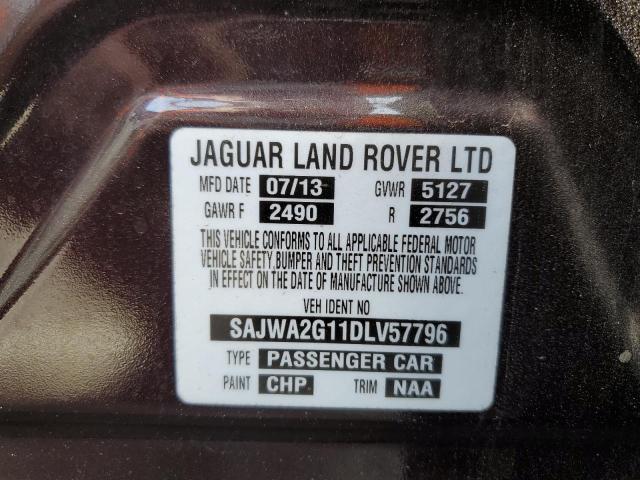 JAGUAR LAND ROVER LTD
MFD DATE 07/13 GVWR 5127
GAWR F 2490 R 2756
THIS VEHICLE CONFORMS TO ALL APPLICABLE FEDERAL MOTOR
VEHICLE SAFETY, BUMPER AND THEFT PREVENTION STANDARDS
IN EFFECT ON THE DATE OF MANUFACTURE SHOWN ABOVE.
VEH IDENT NO
SAJWA2G11DLV57796
TYPE PASSENGER CAR
PAINT CHP TRIM NAA